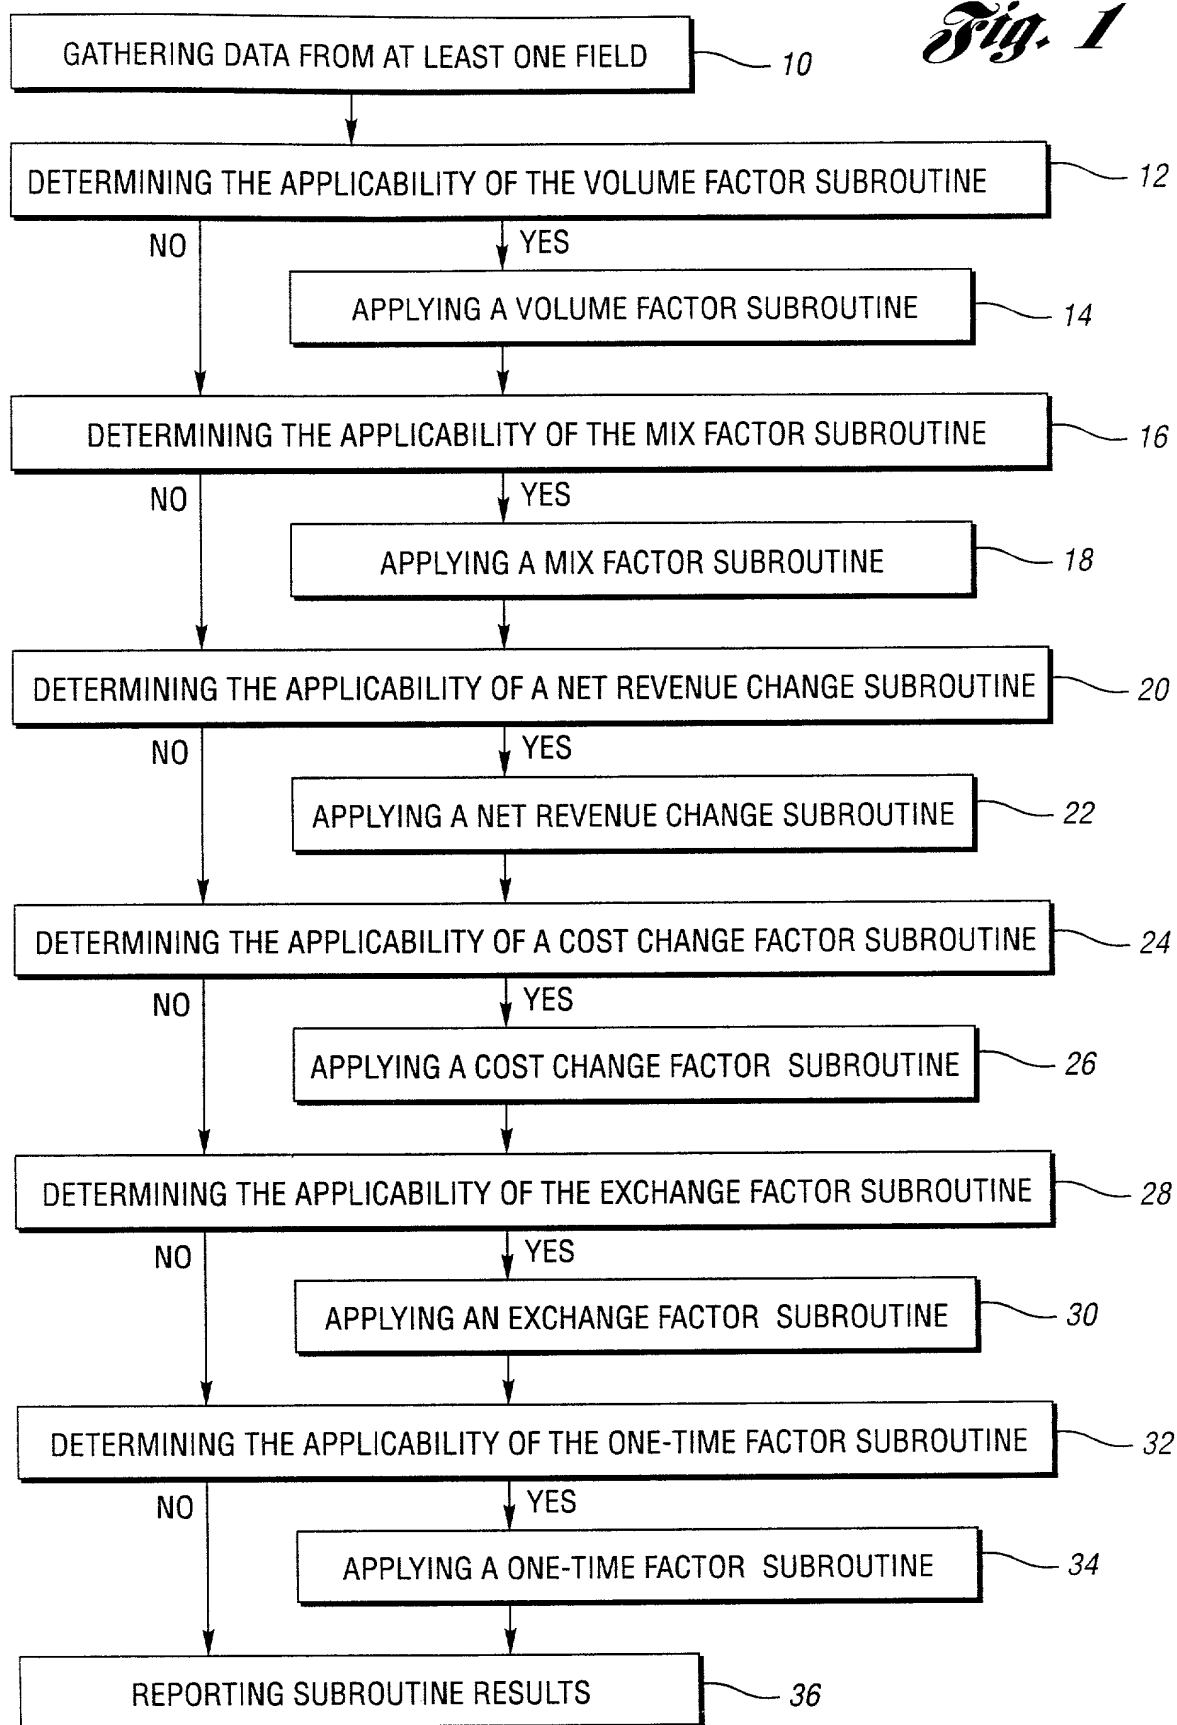 Fig. 1
GATHERING DATA FROM AT LEAST ONE FIELD
10
DETERMINING THE APPLICABILITY OF THE VOLUME FACTOR SUBROUTINE
12
NO
YES
APPLYING A VOLUME FACTOR SUBROUTINE
14
DETERMINING THE APPLICABILITY OF THE MIX FACTOR SUBROUTINE
16
NO
YES
APPLYING A MIX FACTOR SUBROUTINE
18
DETERMINING THE APPLICABILITY OF A NET REVENUE CHANGE SUBROUTINE
20
NO
YES
APPLYING A NET REVENUE CHANGE SUBROUTINE
22
DETERMINING THE APPLICABILITY OF A COST CHANGE FACTOR SUBROUTINE
24
NO
YES
APPLYING A COST CHANGE FACTOR SUBROUTINE
26
DETERMINING THE APPLICABILITY OF THE EXCHANGE FACTOR SUBROUTINE
28
NO
YES
APPLYING AN EXCHANGE FACTOR SUBROUTINE
30
DETERMINING THE APPLICABILITY OF THE ONE-TIME FACTOR SUBROUTINE
32
NO
YES
APPLYING A ONE-TIME FACTOR SUBROUTINE
34
REPORTING SUBROUTINE RESULTS
36